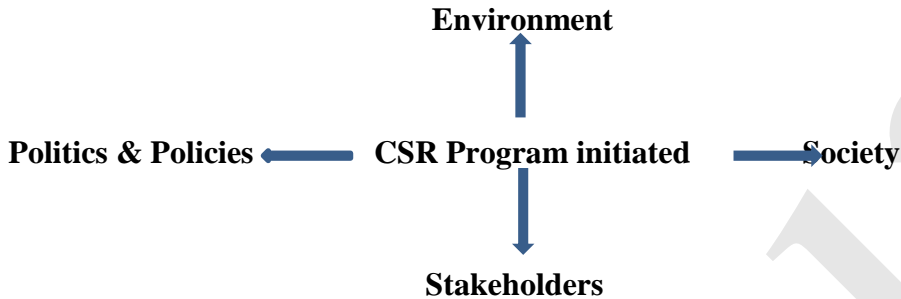 Environment
Politics & Policies CSR Program initiated Society
Stakeholders